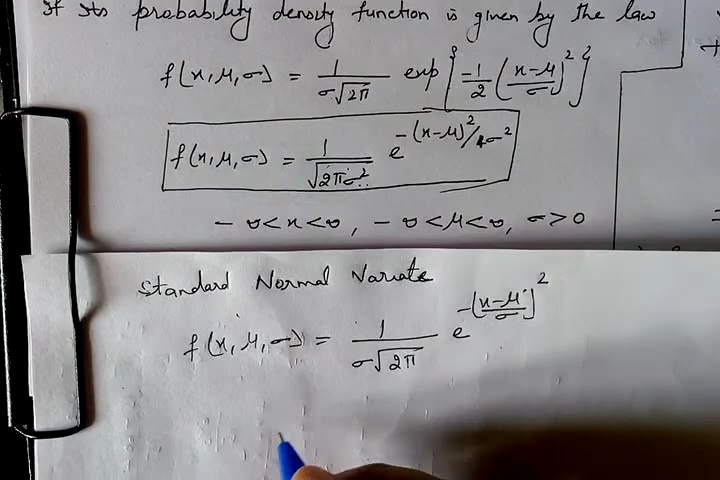 If its probability density function is given by the law
f(x, μ, σ) = 1/(σ√2π) exp{-1/2 ((x-μ)/σ)²}
f(x, μ, σ) = 1/√(2πσ²) e^-(x-μ)²/2σ²
-∞<x<∞, -∞<μ<∞, σ>0
Standard Normal Variate
f(x, μ, σ) = 1/(σ√2π) e^-[(x-μ)/σ]²